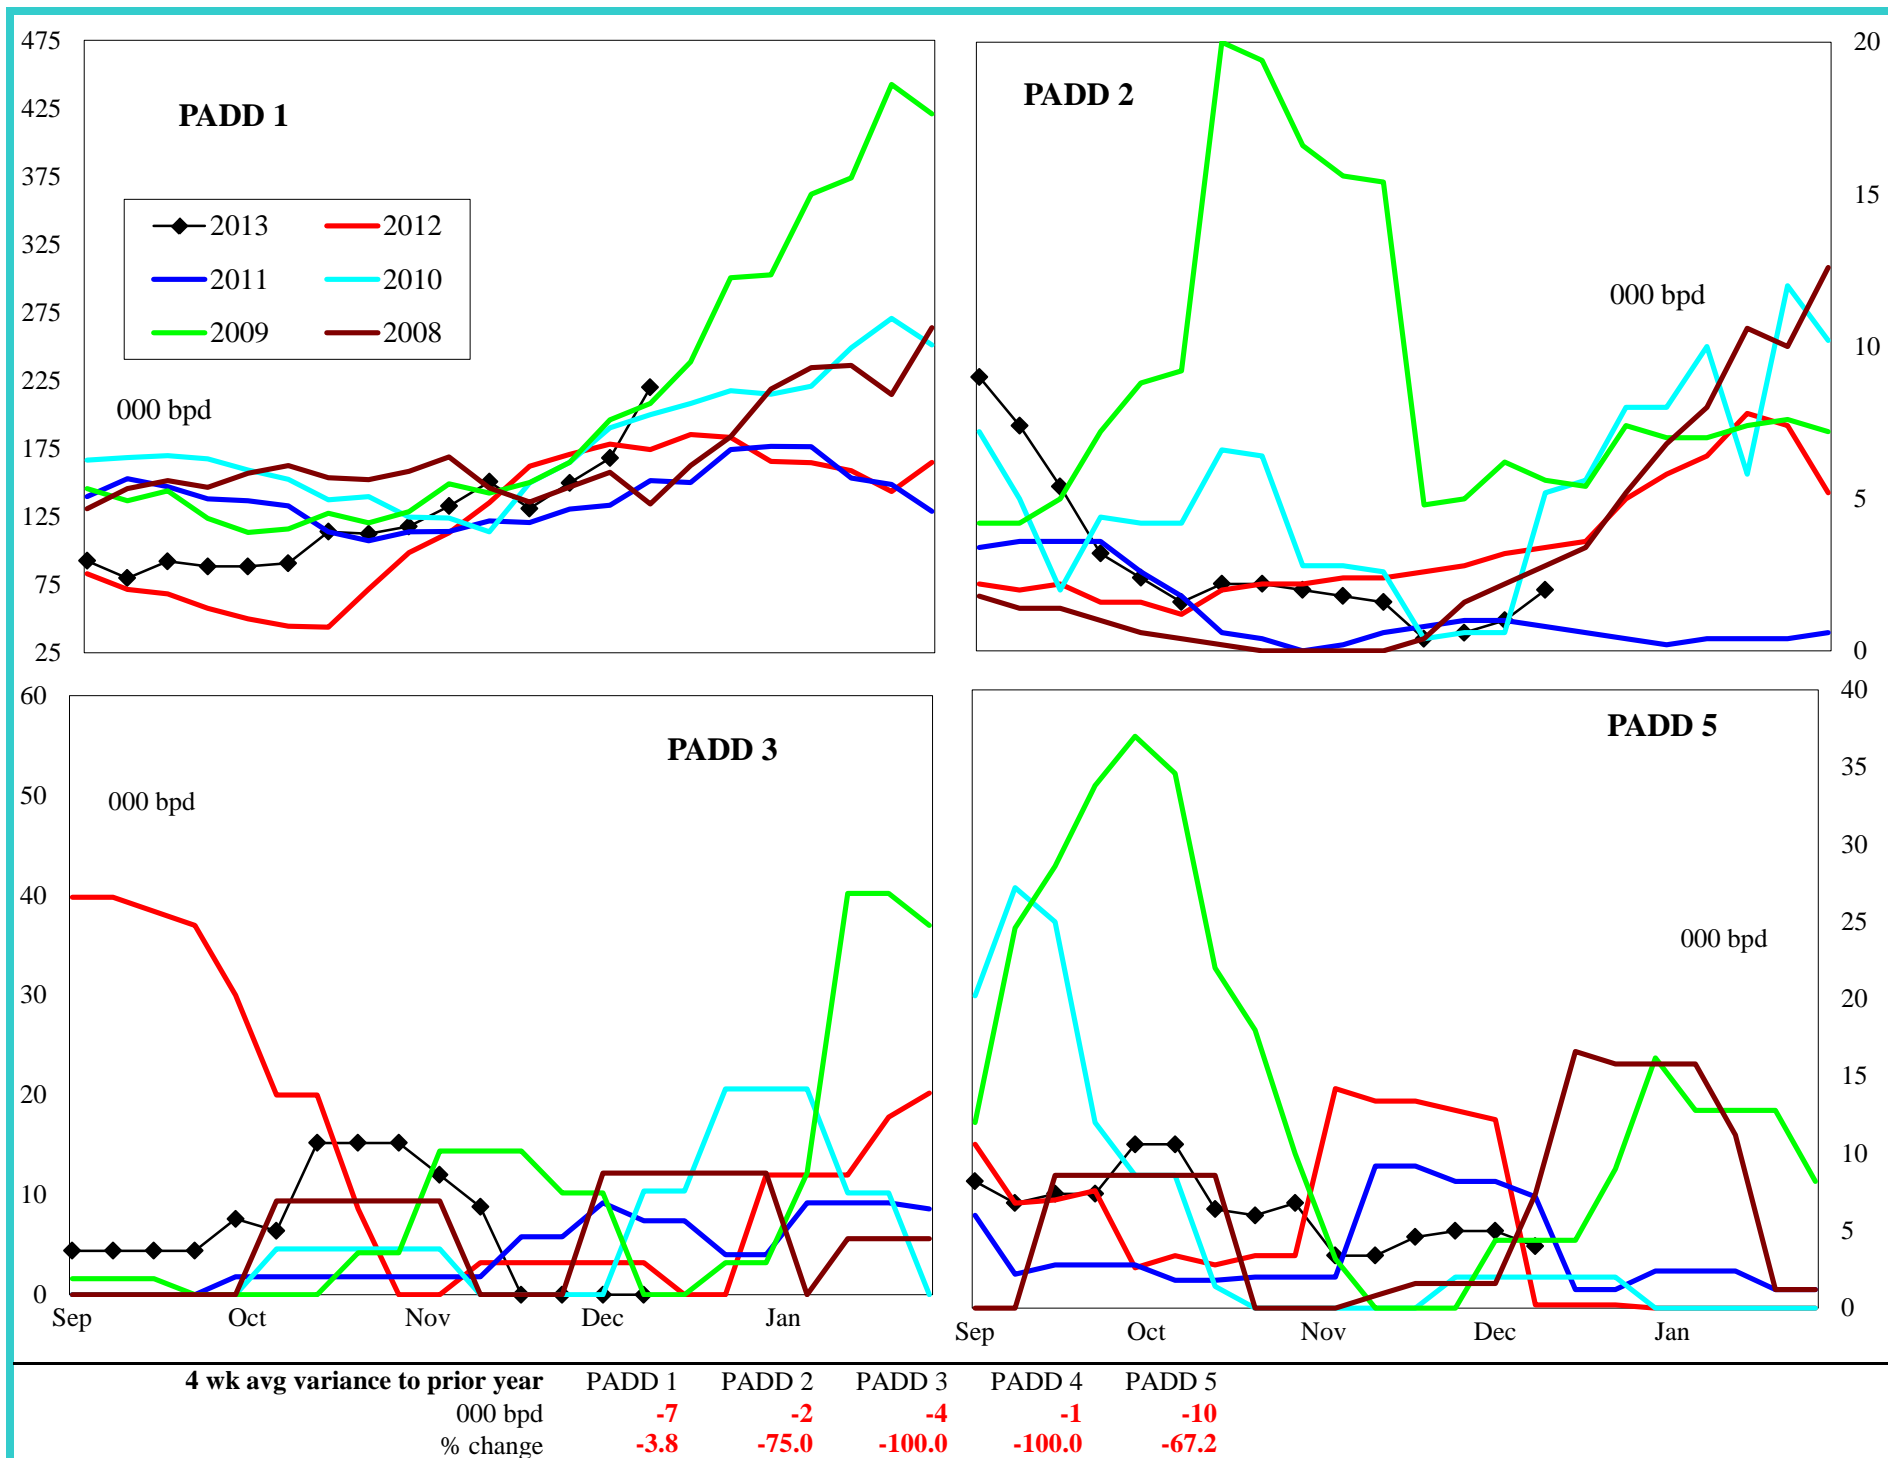 475
425
375
325
275
225
175
125
75
25
PADD 1
2013 2012
2011 2010
2009 2008
000 bpd
PADD 2
000 bpd
20
15
10
5
0
60
50
40
30
20
10
0
PADD 3
000 bpd
Sep Oct Nov Dec Jan
PADD 5
000 bpd
40
35
30
25
20
15
10
5
0
Sep Oct Nov Dec Jan
4 wk avg variance to prior year PADD 1 PADD 2 PADD 3 PADD 4 PADD 5
000 bpd -7 -2 -4 -1 -10
% change -3.8 -75.0 -100.0 -100.0 -67.2